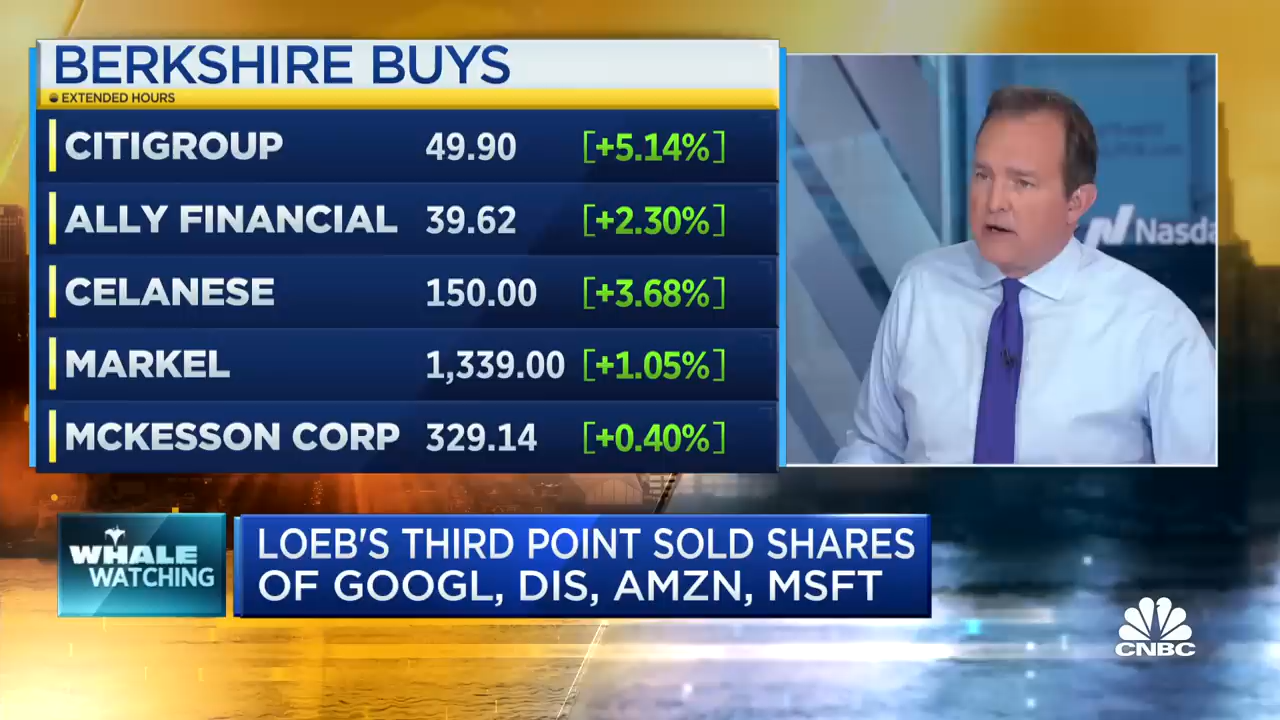 BERKSHIRE BUYS
EXTENDED HOURS
CITIGROUP 49.90 [+5.14%]
ALLY FINANCIAL 39.62 [+2.30%]
CELANESE 150.00 [+3.68%]
MARKEL 1,339.00 [+1.05%]
MCKESSON CORP 329.14 [+0.40%]
Nasda
WHALE
WATCHING
LOEB'S THIRD POINT SOLD SHARES
OF GOOGL, DIS, AMZN, MSFT
CNBC